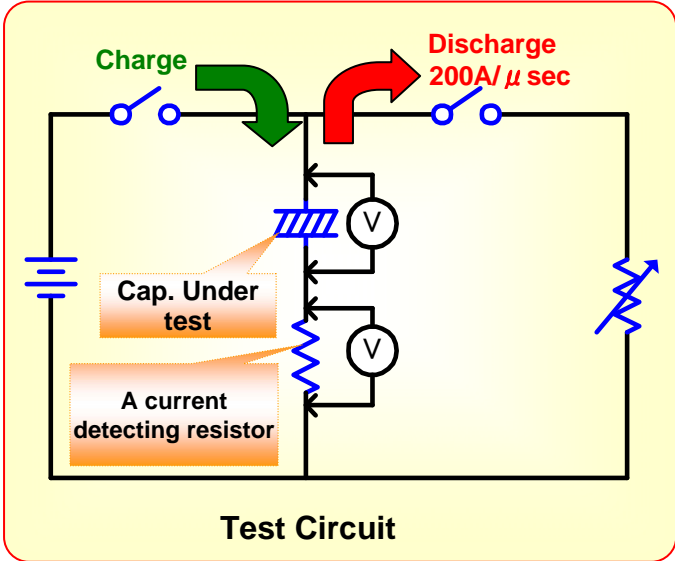 Charge
Discharge
200A/μsec
V
Cap. Under
test
V
A current
detecting resistor
Test Circuit